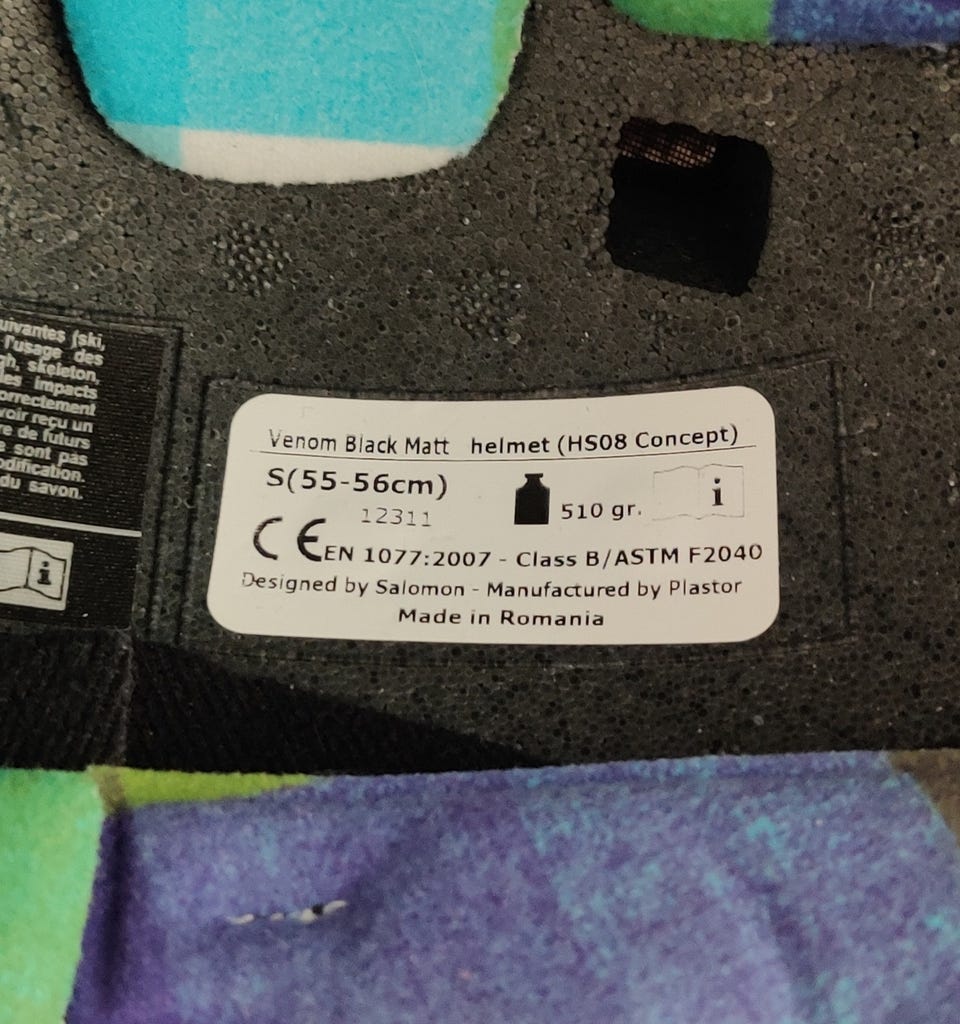 uivantes (ski,
l'usage des
skeleton,
les impacts
orrectement
voir reçu un
re de futurs
sont pas
odification.
du savon.
i
Venom Black Matt helmet (HS08 Concept)
S(55-56cm)
510 gr.
i
12311
CE EN 1077:2007 - Class B/ASTM F2040
Designed by Salomon - Manufactured by Plastor
Made in Romania